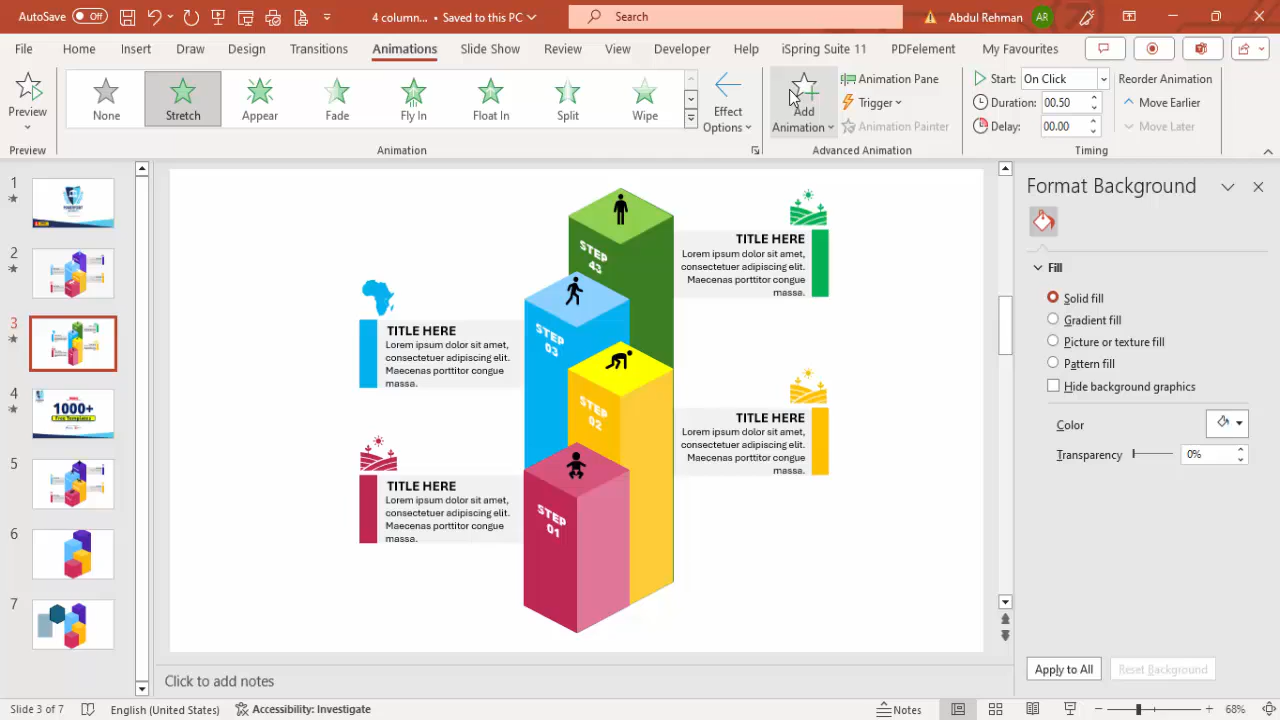 AutoSave Off
4 column... • Saved to this PC
Search
Abdul Rehman AR
File Home Insert Draw Design Transitions Animations Slide Show Review View Developer Help iSpring Suite 11 PDFelement My Favourites
Preview
None Stretch Appear Fade Fly In Float In Split Wipe
Effect
Options
Add
Animation
Animation Pane
Trigger
Animation Painter
Start: On Click
Duration: 00.50
Delay: 00.00
Reorder Animation
Move Earlier
Move Later
Preview Animation Advanced Animation Timing
1
2
3
4
1000+
5
6
7
STEP
43
TITLE HERE
Lorem ipsum dolor sit amet,
consectetuer adipiscing elit.
Maecenas porttitor congue
massa.
STEP
03
TITLE HERE
Lorem ipsum dolor sit amet,
consectetuer adipiscing elit.
Maecenas porttitor congue
massa.
STEP
02
TITLE HERE
Lorem ipsum dolor sit amet,
consectetuer adipiscing elit.
Maecenas porttitor congue
massa.
STEP
01
TITLE HERE
Lorem ipsum dolor sit amet,
consectetuer adipiscing elit.
Maecenas porttitor congue
massa.
Format Background
Fill
Solid fill
Gradient fill
Picture or texture fill
Pattern fill
Hide background graphics
Color
Transparency 0%
Apply to All Reset Background
Click to add notes
Slide 3 of 7 English (United States) Accessibility: Investigate Notes 68%